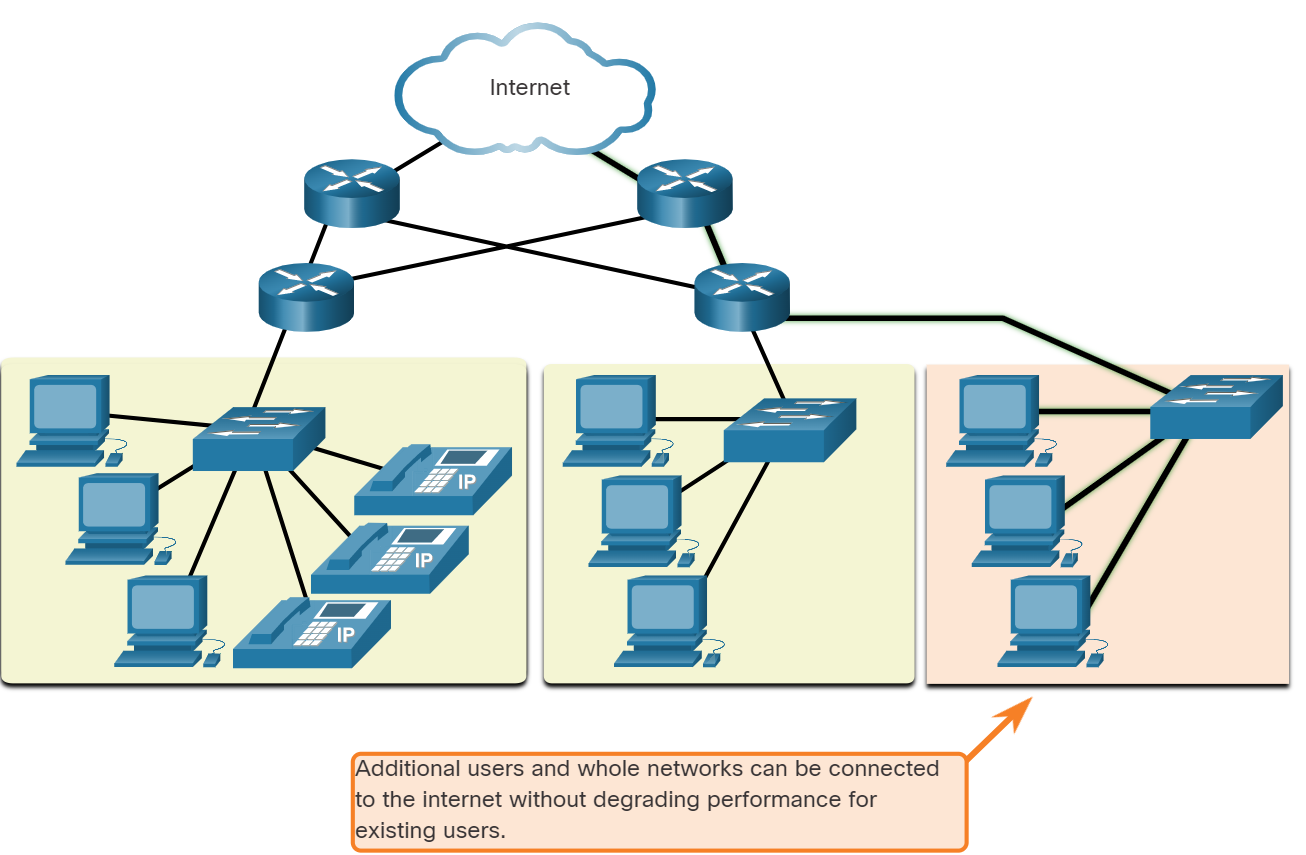 Internet
IP
IP
IP
Additional users and whole networks can be connected
to the internet without degrading performance for
existing users.